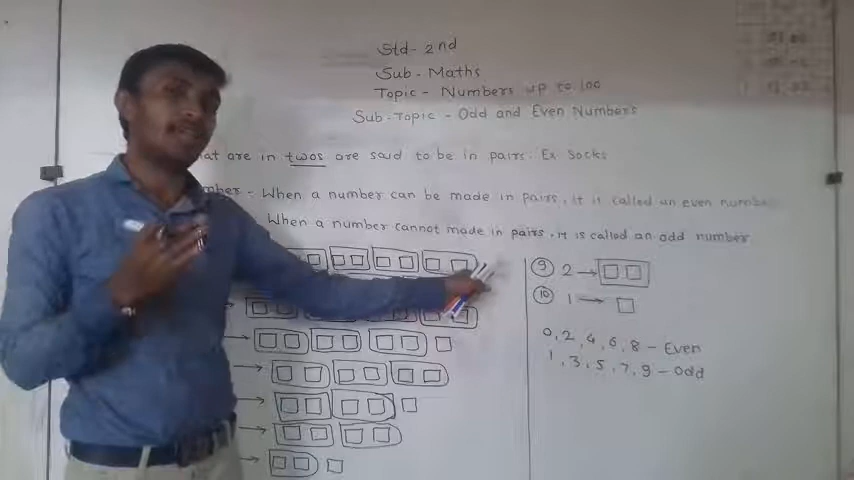 Std- 2nd
Sub - Maths
Topic - Numbers up to 100
Sub-Topic - Odd and Even Numbers
are in twos are said to be in pairs. Ex Socks
- When a number can be made in pairs, it is called an even number
When a number cannot made in pairs, it is called an odd number
9 2 →
10 1 →
0, 2, 4, 6, 8 - Even
1, 3, 5, 7, 9 - Odd